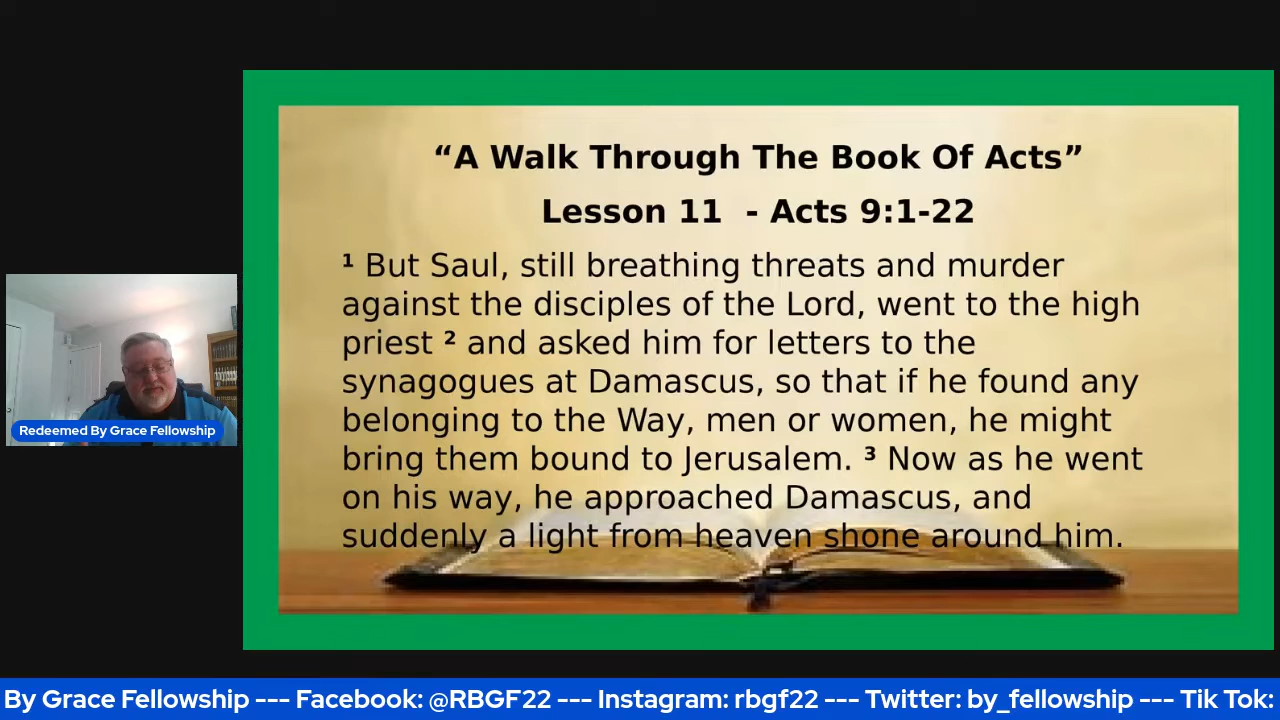 “A Walk Through The Book Of Acts”
Lesson 11  - Acts 9:1-22
¹ But Saul, still breathing threats and murder
against the disciples of the Lord, went to the high
priest ² and asked him for letters to the
synagogues at Damascus, so that if he found any
belonging to the Way, men or women, he might
bring them bound to Jerusalem. ³ Now as he went
on his way, he approached Damascus, and
suddenly a light from heaven shone around him.
Redeemed By Grace Fellowship
By Grace Fellowship --- Facebook: @RBGF22 --- Instagram: rbgf22 --- Twitter: by_fellowship --- Tik Tok: